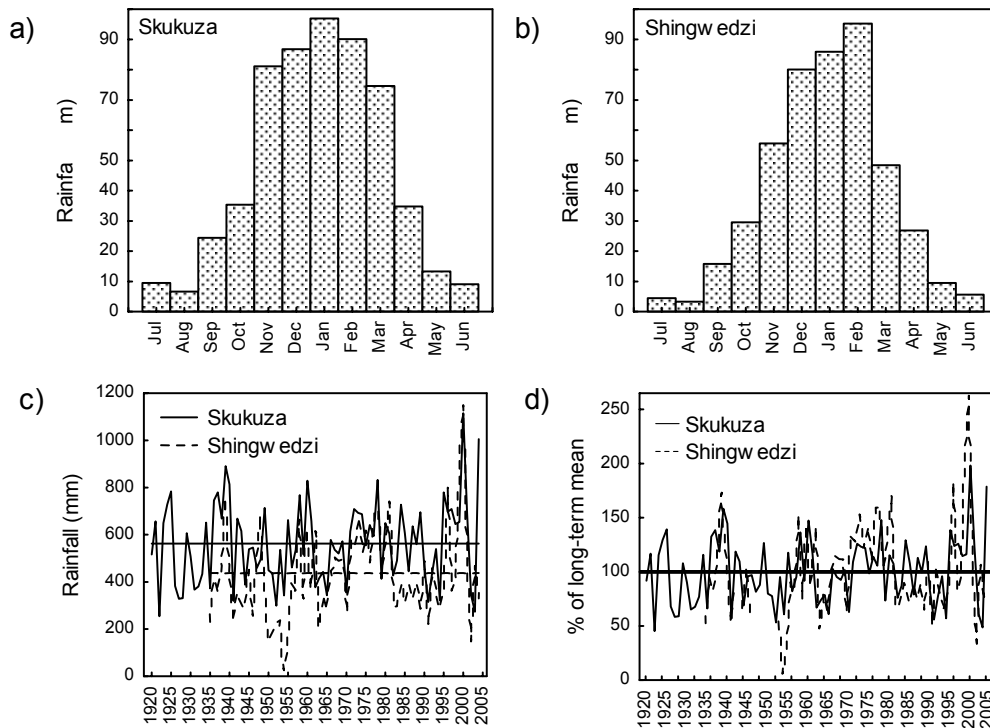 a)
Skukuza
Rainfa m)
90
70
50
40
30
20
10
0
Jul Aug Sep Oct Nov Dec Jan Feb Mar Apr May Jun
b)
Shingw edzi
Rainfa m)
90
70
50
40
30
20
10
0
Jul Aug Sep Oct Nov Dec Jan Feb Mar Apr May Jun
c)
Skukuza
Shingw edzi
Rainfall (mm)
1200
1000
800
600
400
200
0
1920 1925 1930 1935 1940 1945 1950 1955 1960 1965 1970 1975 1980 1985 1990 1995 2000 2005
d)
Skukuza
Shingw edzi
% of long-term mean
250
200
150
100
50
0
1920 1925 1930 1935 1940 1945 1950 1955 1960 1965 1970 1975 1980 1985 1990 1995 2000 2005